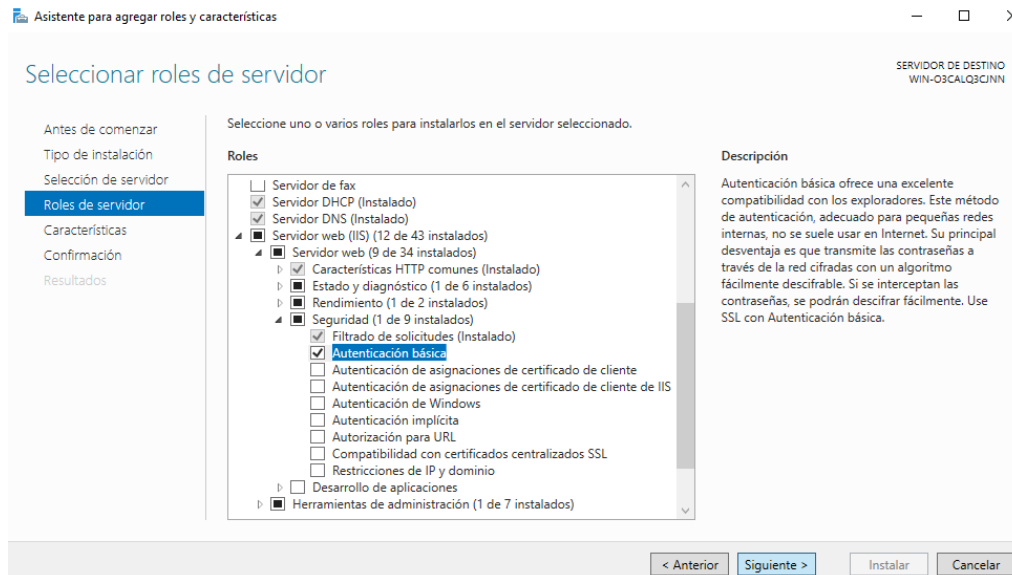 Asistente para agregar roles y características
Seleccionar roles de servidor
SERVIDOR DE DESTINO
WIN-O3CALQ3CJNN
Antes de comenzar
Tipo de instalación
Selección de servidor
Roles de servidor
Características
Confirmación
Resultados
Seleccione uno o varios roles para instalarlos en el servidor seleccionado.
Roles
Servidor de fax
Servidor DHCP (Instalado)
Servidor DNS (Instalado)
Servidor web (IIS) (12 de 43 instalados)
Servidor web (9 de 34 instalados)
Características HTTP comunes (Instalado)
Estado y diagnóstico (1 de 6 instalados)
Rendimiento (1 de 2 instalados)
Seguridad (1 de 9 instalados)
Filtrado de solicitudes (Instalado)
Autenticación básica
Autenticación de asignaciones de certificado de cliente
Autenticación de asignaciones de certificado de cliente de IIS
Autenticación de Windows
Autenticación implícita
Autorización para URL
Compatibilidad con certificados centralizados SSL
Restricciones de IP y dominio
Desarrollo de aplicaciones
Herramientas de administración (1 de 7 instalados)
Descripción
Autenticación básica ofrece una excelente
compatibilidad con los exploradores. Este método
de autenticación, adecuado para pequeñas redes
internas, no se suele usar en Internet. Su principal
desventaja es que transmite las contraseñas a
través de la red cifradas con un algoritmo
fácilmente descifrable. Si se interceptan las
contraseñas, se podrán descifrar fácilmente. Use
SSL con Autenticación básica.
< Anterior
Siguiente >
Instalar
Cancelar